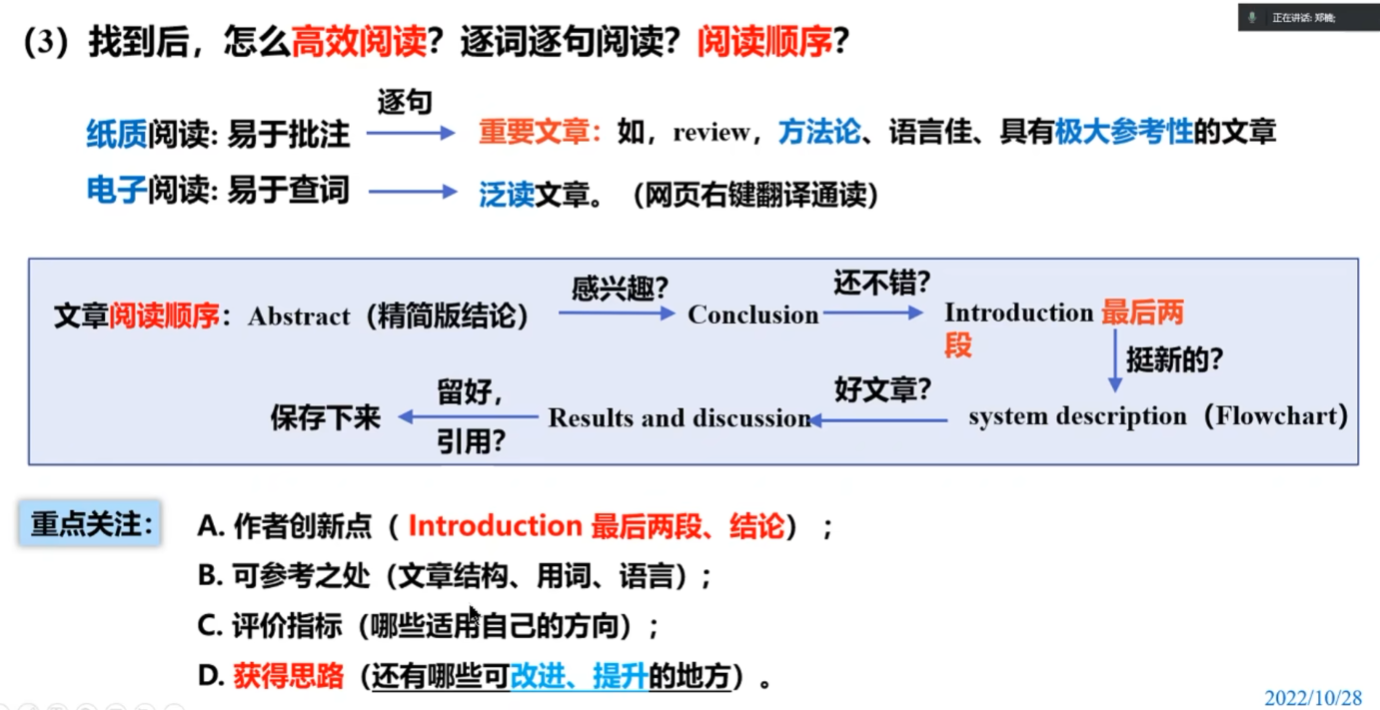 正在讲话: 郑楠;
(3) 找到后，怎么高效阅读？逐词逐句阅读？阅读顺序？
逐句
纸质阅读: 易于批注
重要文章：如，review，方法论、语言佳、具有极大参考性的文章
电子阅读: 易于查词
泛读文章。（网页右键翻译通读）
感兴趣？
还不错？
文章阅读顺序：Abstract（精简版结论）
Conclusion
Introduction 最后两
段
挺新的？
好文章？
留好，
保存下来
Results and discussion
system description（Flowchart）
引用？
重点关注：
A. 作者创新点（ Introduction 最后两段、结论）；
B. 可参考之处（文章结构、用词、语言）；
C. 评价指标（哪些适用自己的方向）；
D. 获得思路（还有哪些可改进、提升的地方）。
2022/10/28